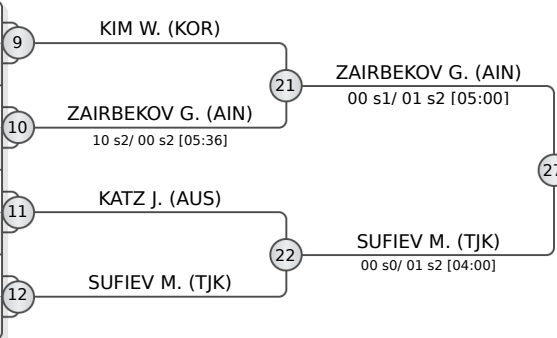 KIM W. (KOR)
9
21
ZAIRBEKOV G. (AIN)
00 s1/ 01 s2 [05:00]
ZAIRBEKOV G. (AIN)
10
10 s2/ 00 s2 [05:36]
27
KATZ J. (AUS)
11
22
SUFIEV M. (TJK)
00 s0/ 01 s2 [04:00]
SUFIEV M. (TJK)
12